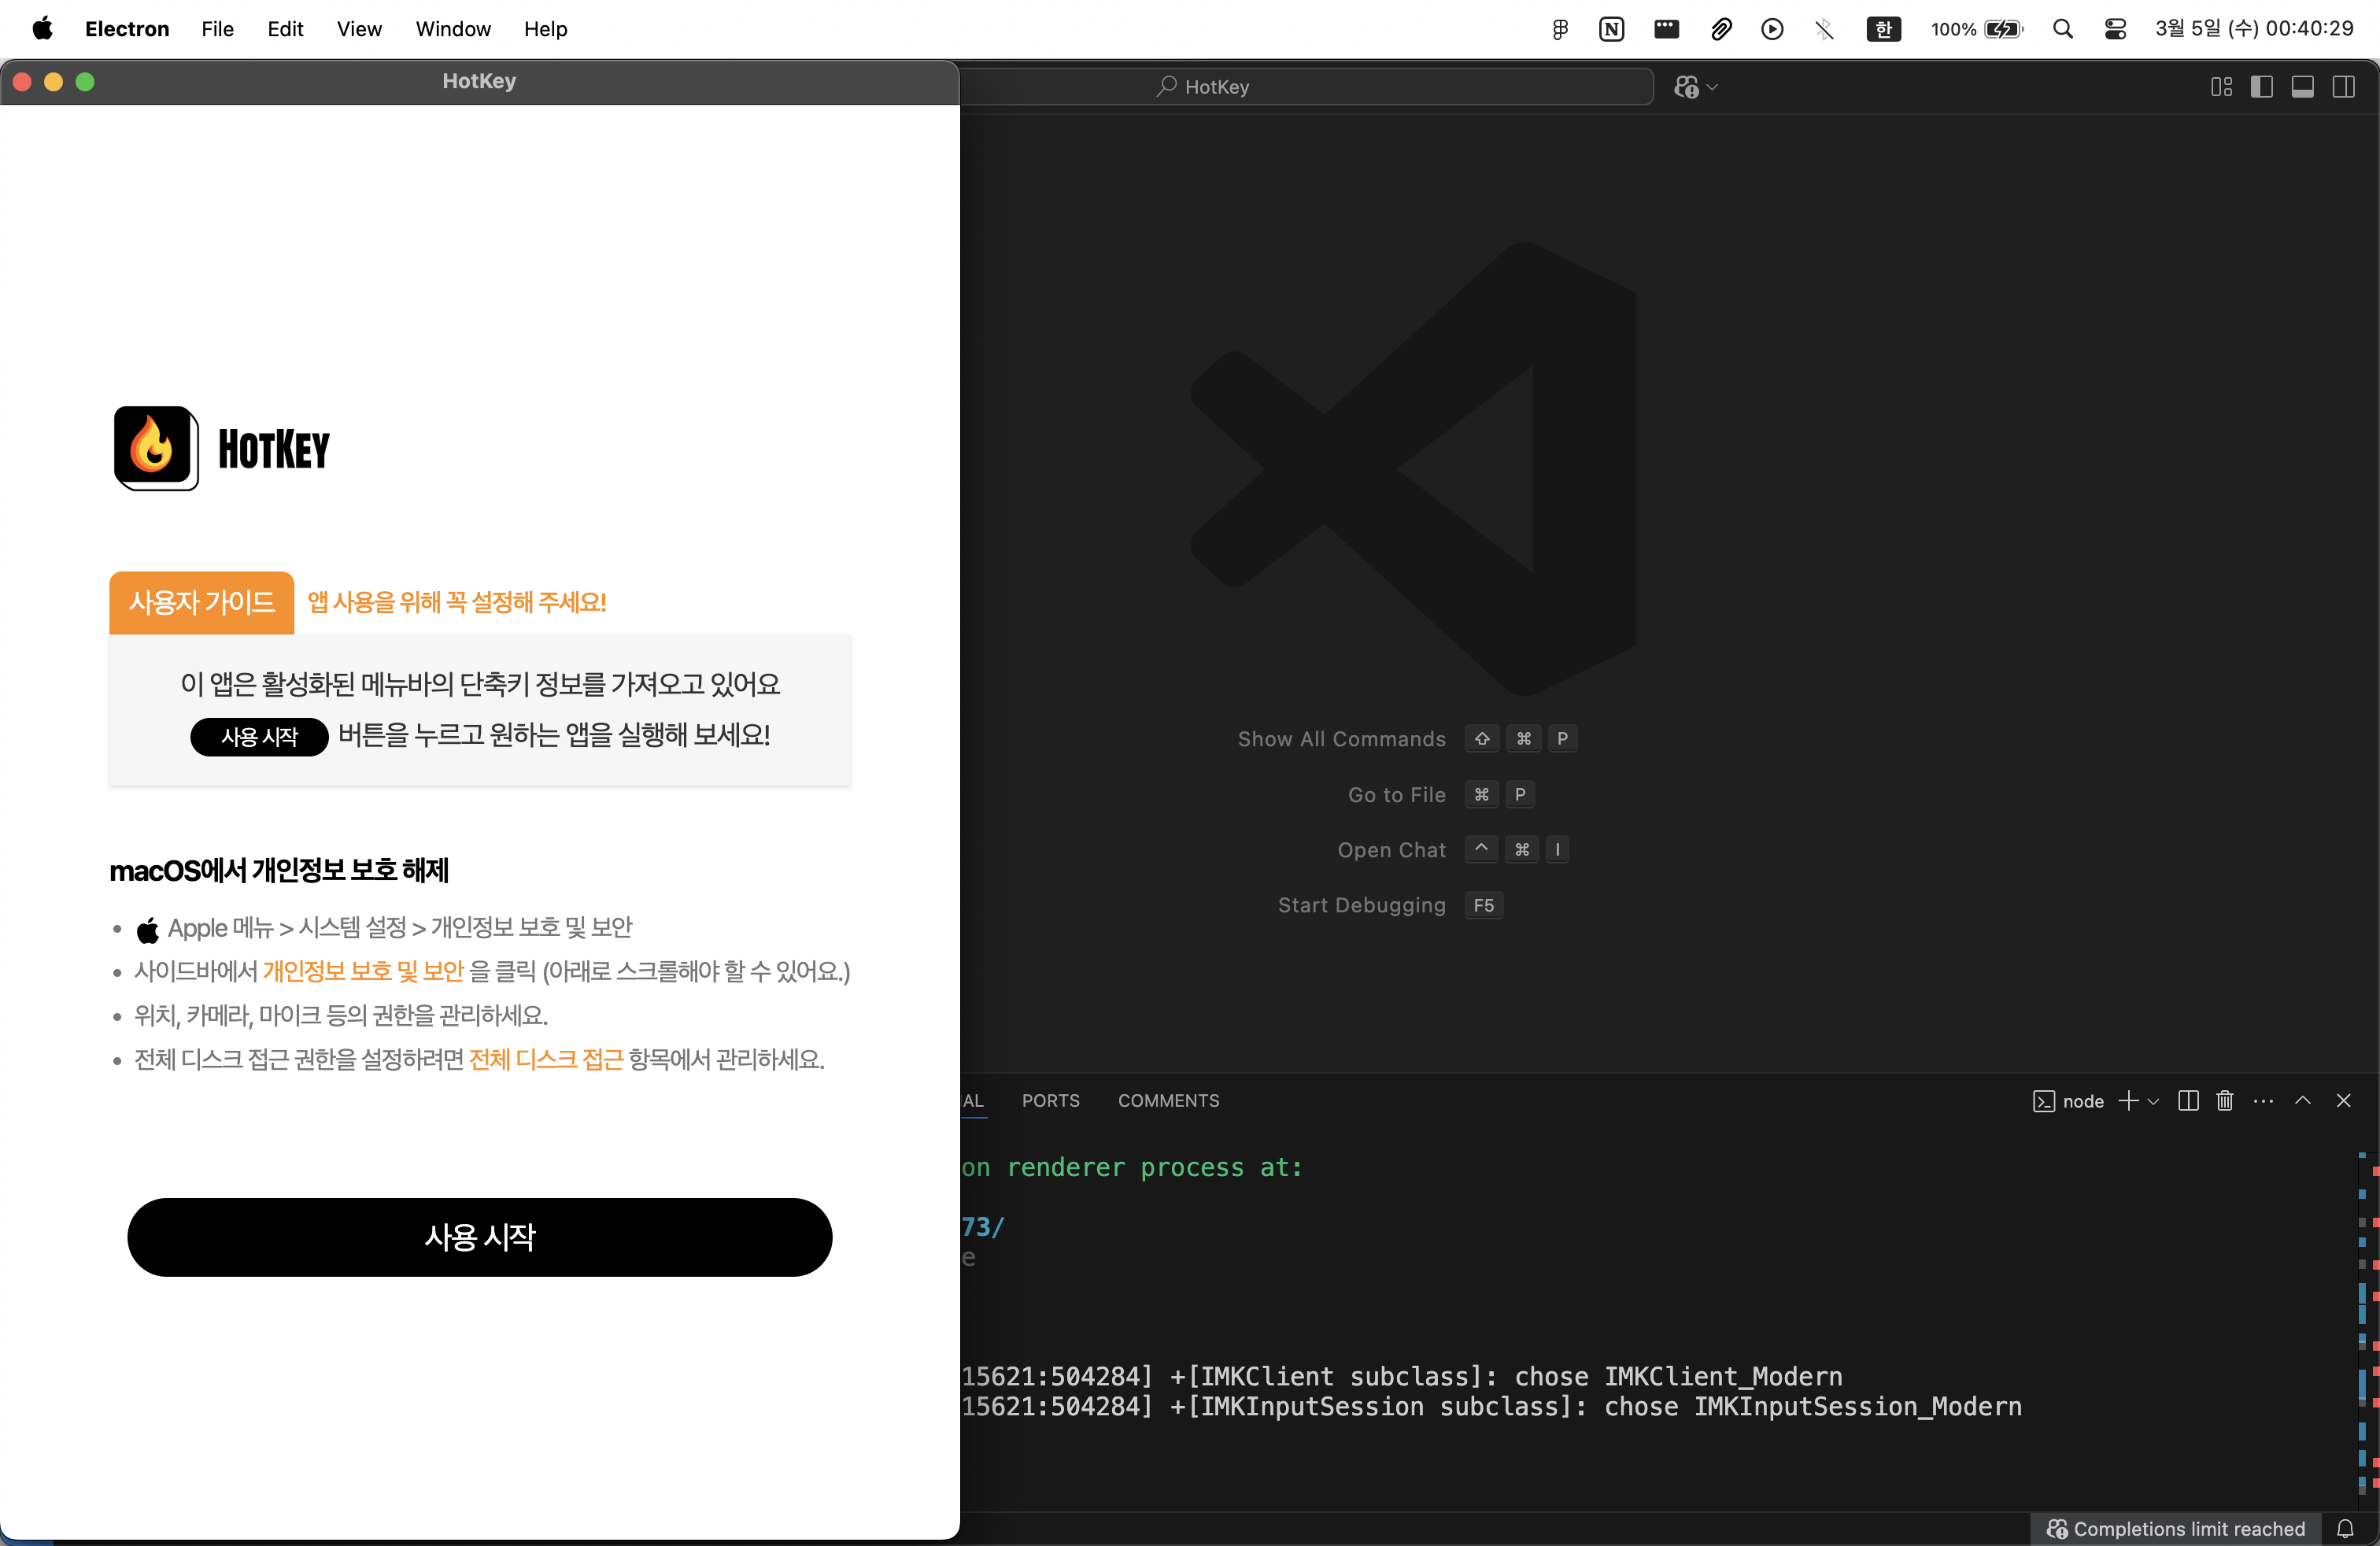 Electron File Edit View Window Help
한 100% 3월 5일 (수) 00:40:29
HotKey
HOTKEY
사용자 가이드 앱 사용을 위해 꼭 설정해 주세요!
이 앱은 활성화된 메뉴바의 단축키 정보를 가져오고 있어요
사용 시작 버튼을 누르고 원하는 앱을 실행해 보세요!
macOS에서 개인정보 보호 해제
• Apple 메뉴 > 시스템 설정 > 개인정보 보호 및 보안
• 사이드바에서 개인정보 보호 및 보안 을 클릭 (아래로 스크롤해야 할 수 있어요.)
• 위치, 카메라, 마이크 등의 권한을 관리하세요.
• 전체 디스크 접근 권한을 설정하려면 전체 디스크 접근 항목에서 관리하세요.
사용 시작
HotKey
Show All Commands ⇧ ⌘ P
Go to File ⌘ P
Open Chat ^ ⌘ I
Start Debugging F5
AL PORTS COMMENTS
node
on renderer process at:
73/
e
15621:504284] +[IMKClient subclass]: chose IMKClient_Modern
15621:504284] +[IMKInputSession subclass]: chose IMKInputSession_Modern
Completions limit reached